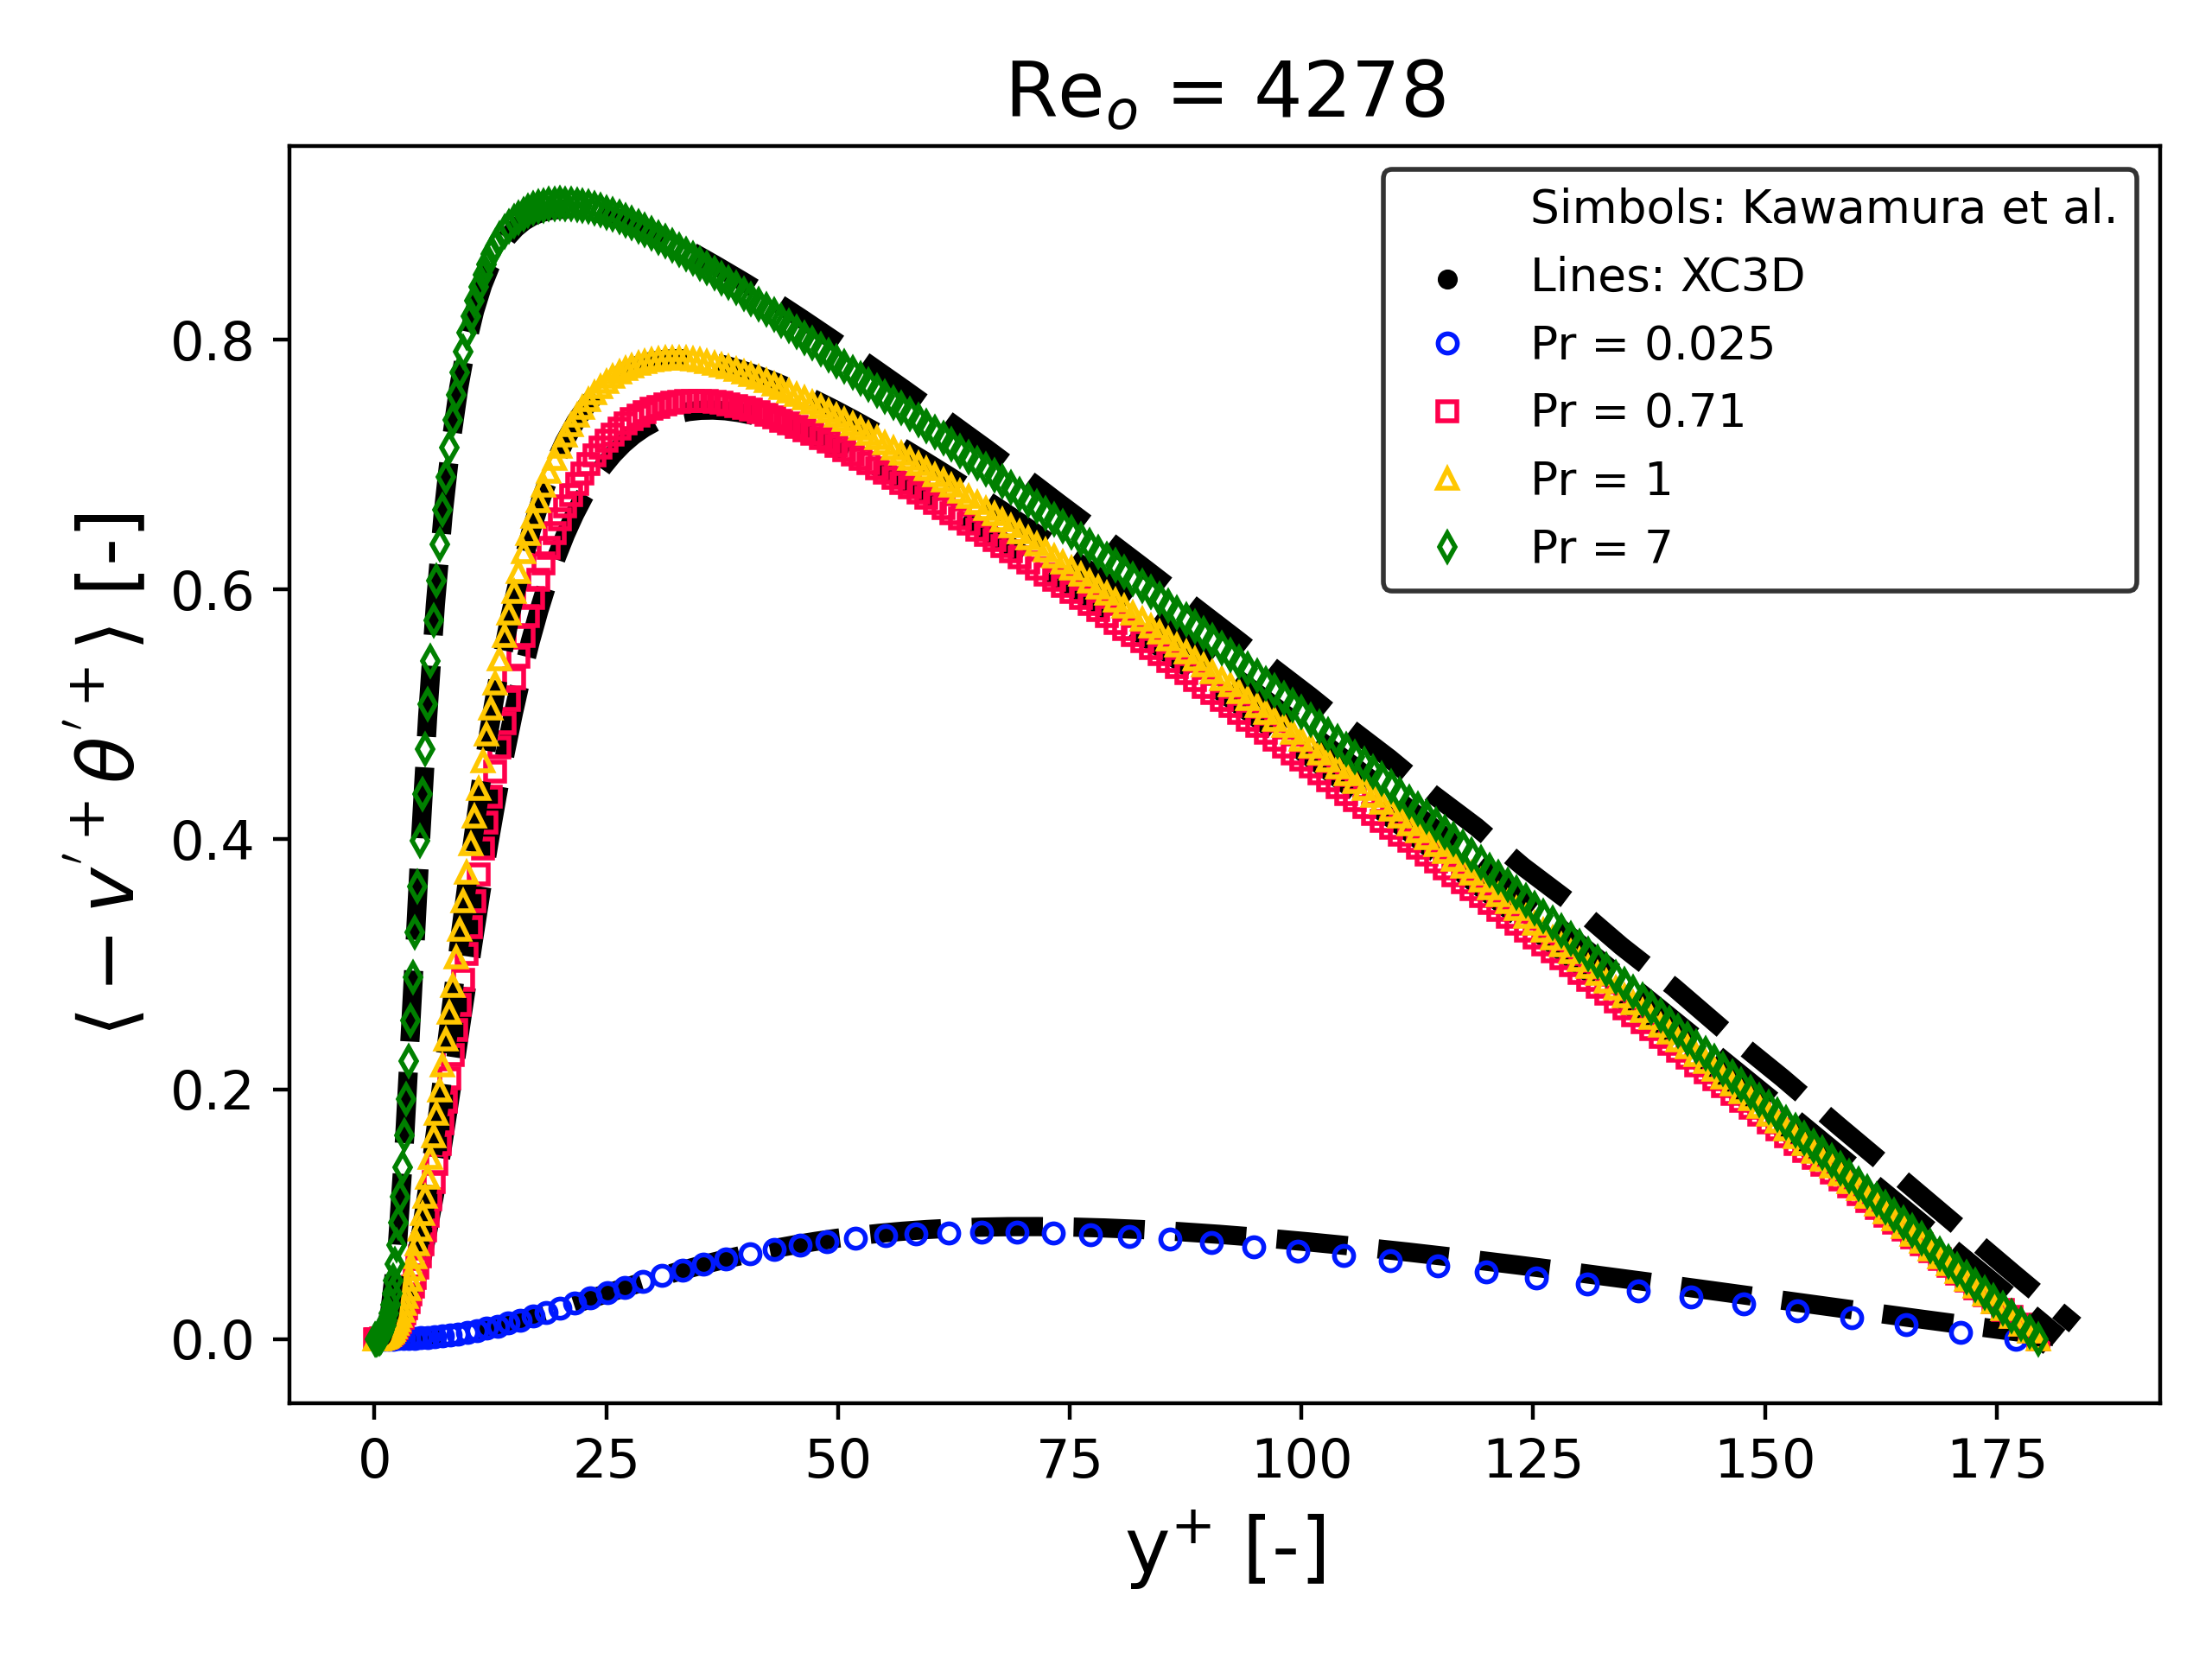 Re_o = 4278
Simbols: Kawamura et al.
Lines: XC3D
Pr = 0.025
Pr = 0.71
Pr = 1
Pr = 7
⟨ − v′⁺θ′⁺ ⟩ [-]
0.8
0.6
0.4
0.2
0.0
0 25 50 75 100 125 150 175
y⁺ [-]